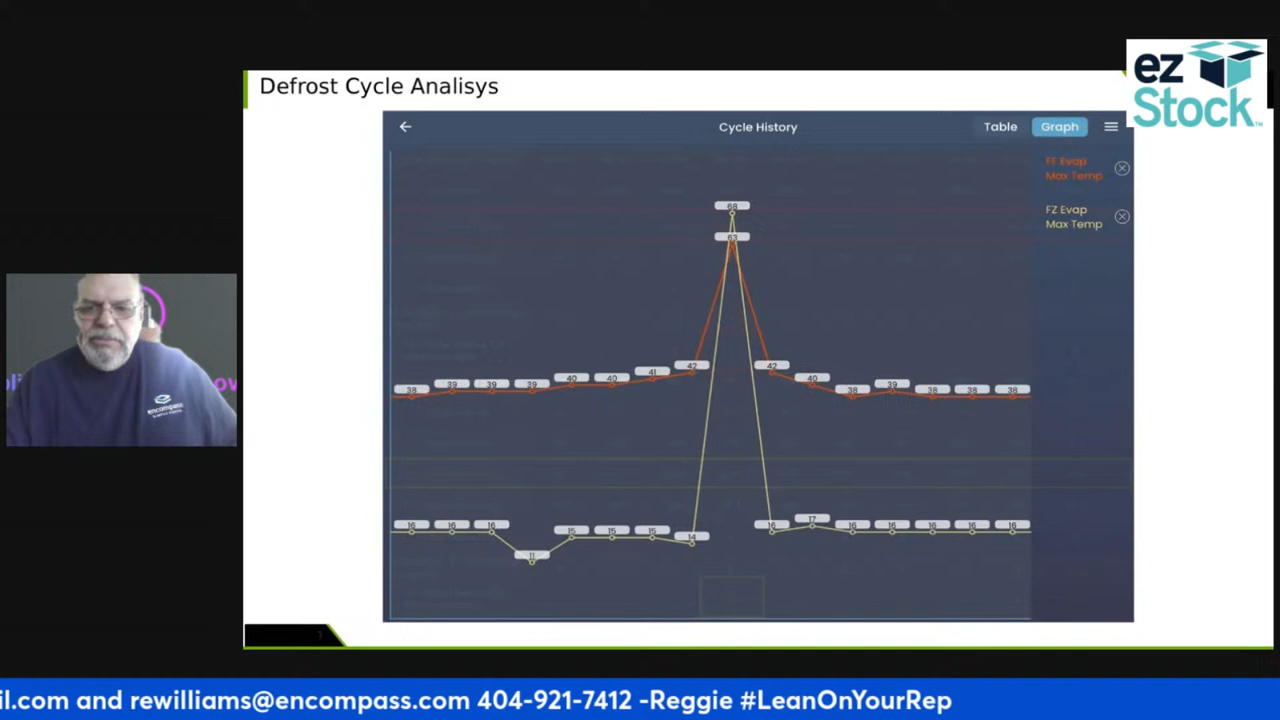 ez
Stock
Defrost Cycle Analisys
Cycle History
Table
Graph
FF Evap
Max Temp
FZ Evap
Max Temp
68
63
38 39 39 39 40 40 41 42 42 40 38 39 38 38 38
16 16 16 11 15 15 15 14 16 17 16 16 16 16 16
encompass
1
il.com and rewilliams@encompass.com 404-921-7412 -Reggie #LeanOnYourRep